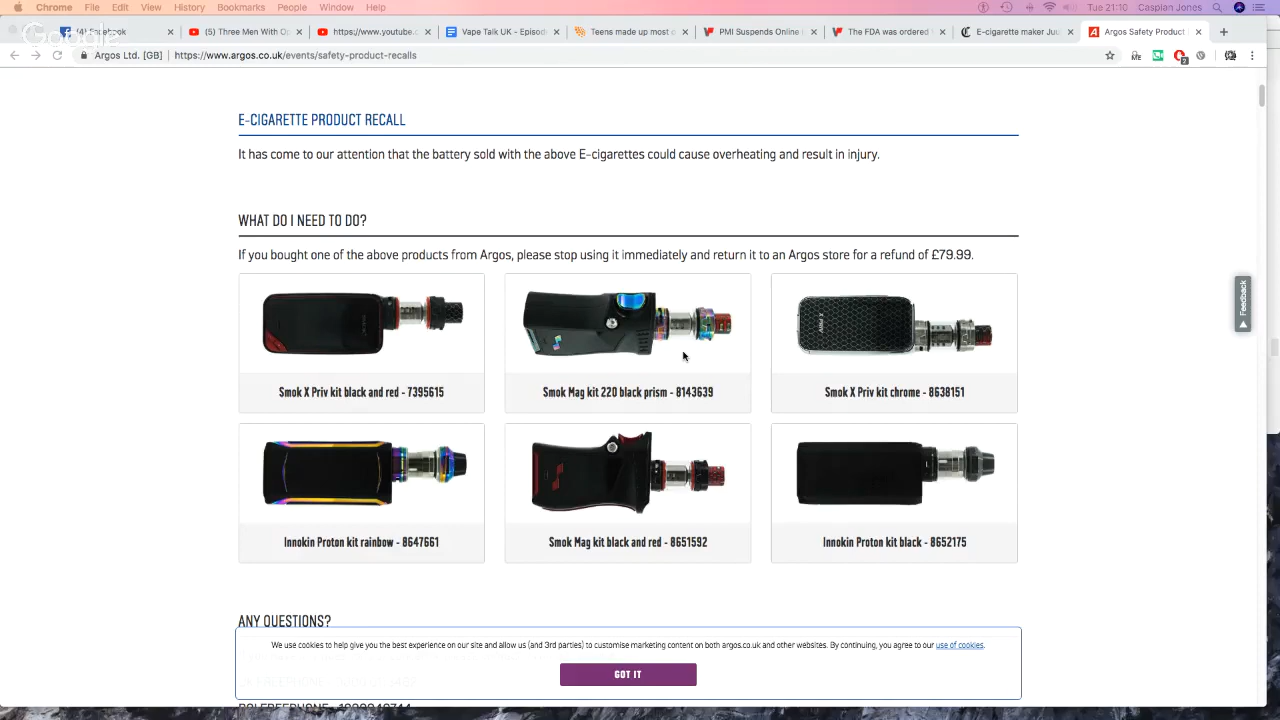 Chrome File Edit View History Bookmarks People Window Help Tue 21:10 Caspian Jones
Google
(4) Facebook (5) Three Men With Op https://www.youtube.c Vape Talk UK - Episod Teens made up most o PMI Suspends Online I The FDA was ordered E-cigarette maker Juu Argos Safety Product
Argos Ltd. [GB] https://www.argos.co.uk/events/safety-product-recalls
E-CIGARETTE PRODUCT RECALL
It has come to our attention that the battery sold with the above E-cigarettes could cause overheating and result in injury.
WHAT DO I NEED TO DO?
If you bought one of the above products from Argos, please stop using it immediately and return it to an Argos store for a refund of £79.99.
Smok X Priv kit black and red - 7395615
Smok Mag kit 220 black prism - 8143639
Smok X Priv kit chrome - 8638151
Innokin Proton kit rainbow - 8647661
Smok Mag kit black and red - 8651592
Innokin Proton kit black - 8652175
Feedback
ANY QUESTIONS?
We use cookies to help give you the best experience on our site and allow us (and 3rd parties) to customise marketing content on both argos.co.uk and other websites. By continuing, you agree to our use of cookies.
GOT IT